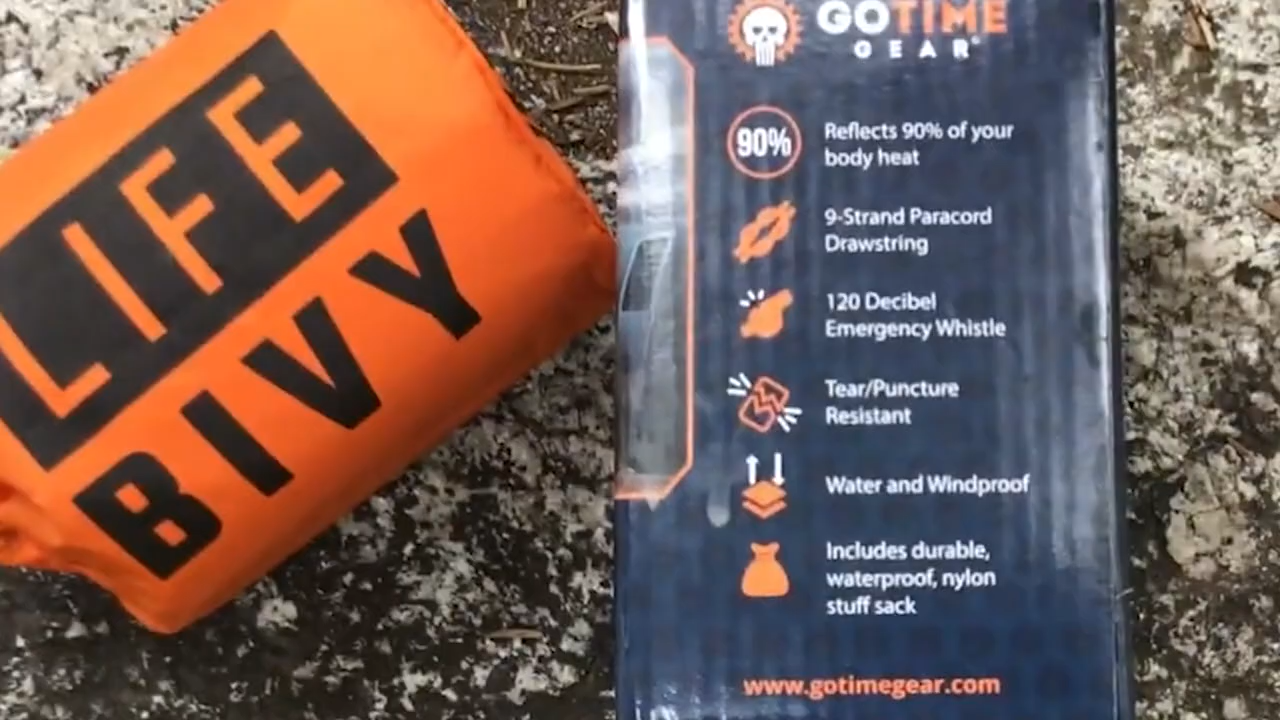 LIFE
BIVY
GOTIME
GEAR®
90%
Reflects 90% of your
body heat
9-Strand Paracord
Drawstring
120 Decibel
Emergency Whistle
Tear/Puncture
Resistant
Water and Windproof
Includes durable,
waterproof, nylon
stuff sack
www.gotimegear.com